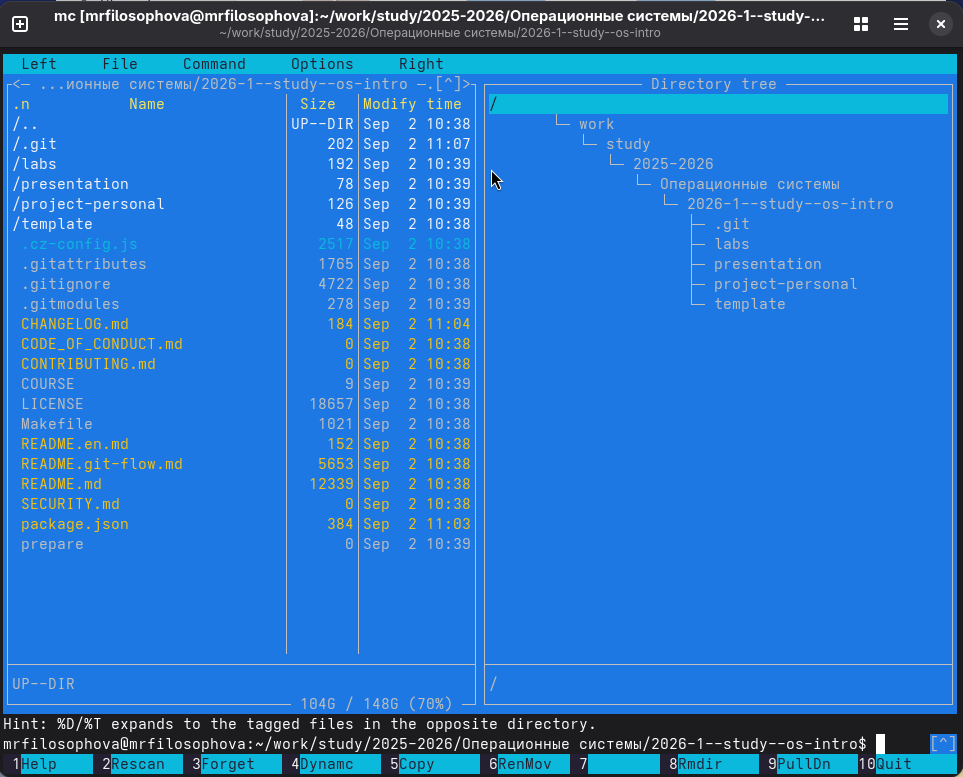 mc [mrfilosophova@mrfilosophova]:~/work/study/2025-2026/Операционные системы/2026-1--study-...
~/work/study/2025-2026/Операционные системы/2026-1--study--os-intro
Left File Command Options Right
<— ...ионные системы/2026-1--study--os-intro —.[^]>
Directory tree
.n Name Size Modify time
/.. UP--DIR Sep 2 10:38
/.git 202 Sep 2 11:07
/labs 192 Sep 2 10:39
/presentation 78 Sep 2 10:39
/project-personal 126 Sep 2 10:39
/template 48 Sep 2 10:38
.cz-config.js 2517 Sep 2 10:38
.gitattributes 1765 Sep 2 10:38
.gitignore 4722 Sep 2 10:38
.gitmodules 278 Sep 2 10:39
CHANGELOG.md 184 Sep 2 11:04
CODE_OF_CONDUCT.md 0 Sep 2 10:38
CONTRIBUTING.md 0 Sep 2 10:38
COURSE 9 Sep 2 10:39
LICENSE 18657 Sep 2 10:38
Makefile 1021 Sep 2 10:38
README.en.md 152 Sep 2 10:38
README.git-flow.md 5653 Sep 2 10:38
README.md 12339 Sep 2 10:38
SECURITY.md 0 Sep 2 10:38
package.json 384 Sep 2 11:03
prepare 0 Sep 2 10:39
UP--DIR
104G / 148G (70%)
/
work
study
2025-2026
Операционные системы
2026-1--study--os-intro
.git
labs
presentation
project-personal
template
/
Hint: %D/%T expands to the tagged files in the opposite directory.
mrfilosophova@mrfilosophova:~/work/study/2025-2026/Операционные системы/2026-1--study--os-intro$ [^]
1Help 2Rescan 3Forget 4Dynamc 5Copy 6RenMov 7 8Rmdir 9PullDn 10Quit